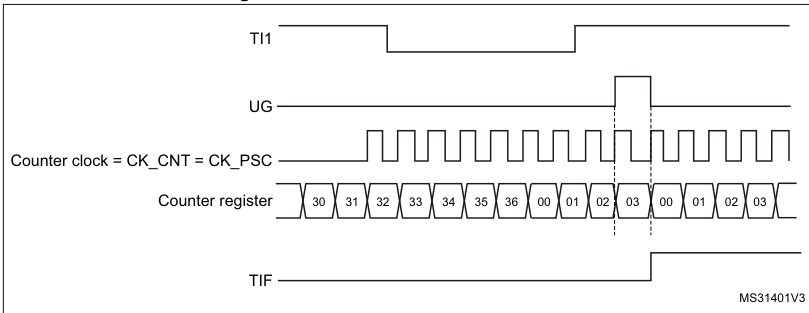 TI1
UG
Counter clock = CK_CNT = CK_PSC
Counter register 30 31 32 33 34 35 36 00 01 02 03 00 01 02 03
TIF
MS31401V3